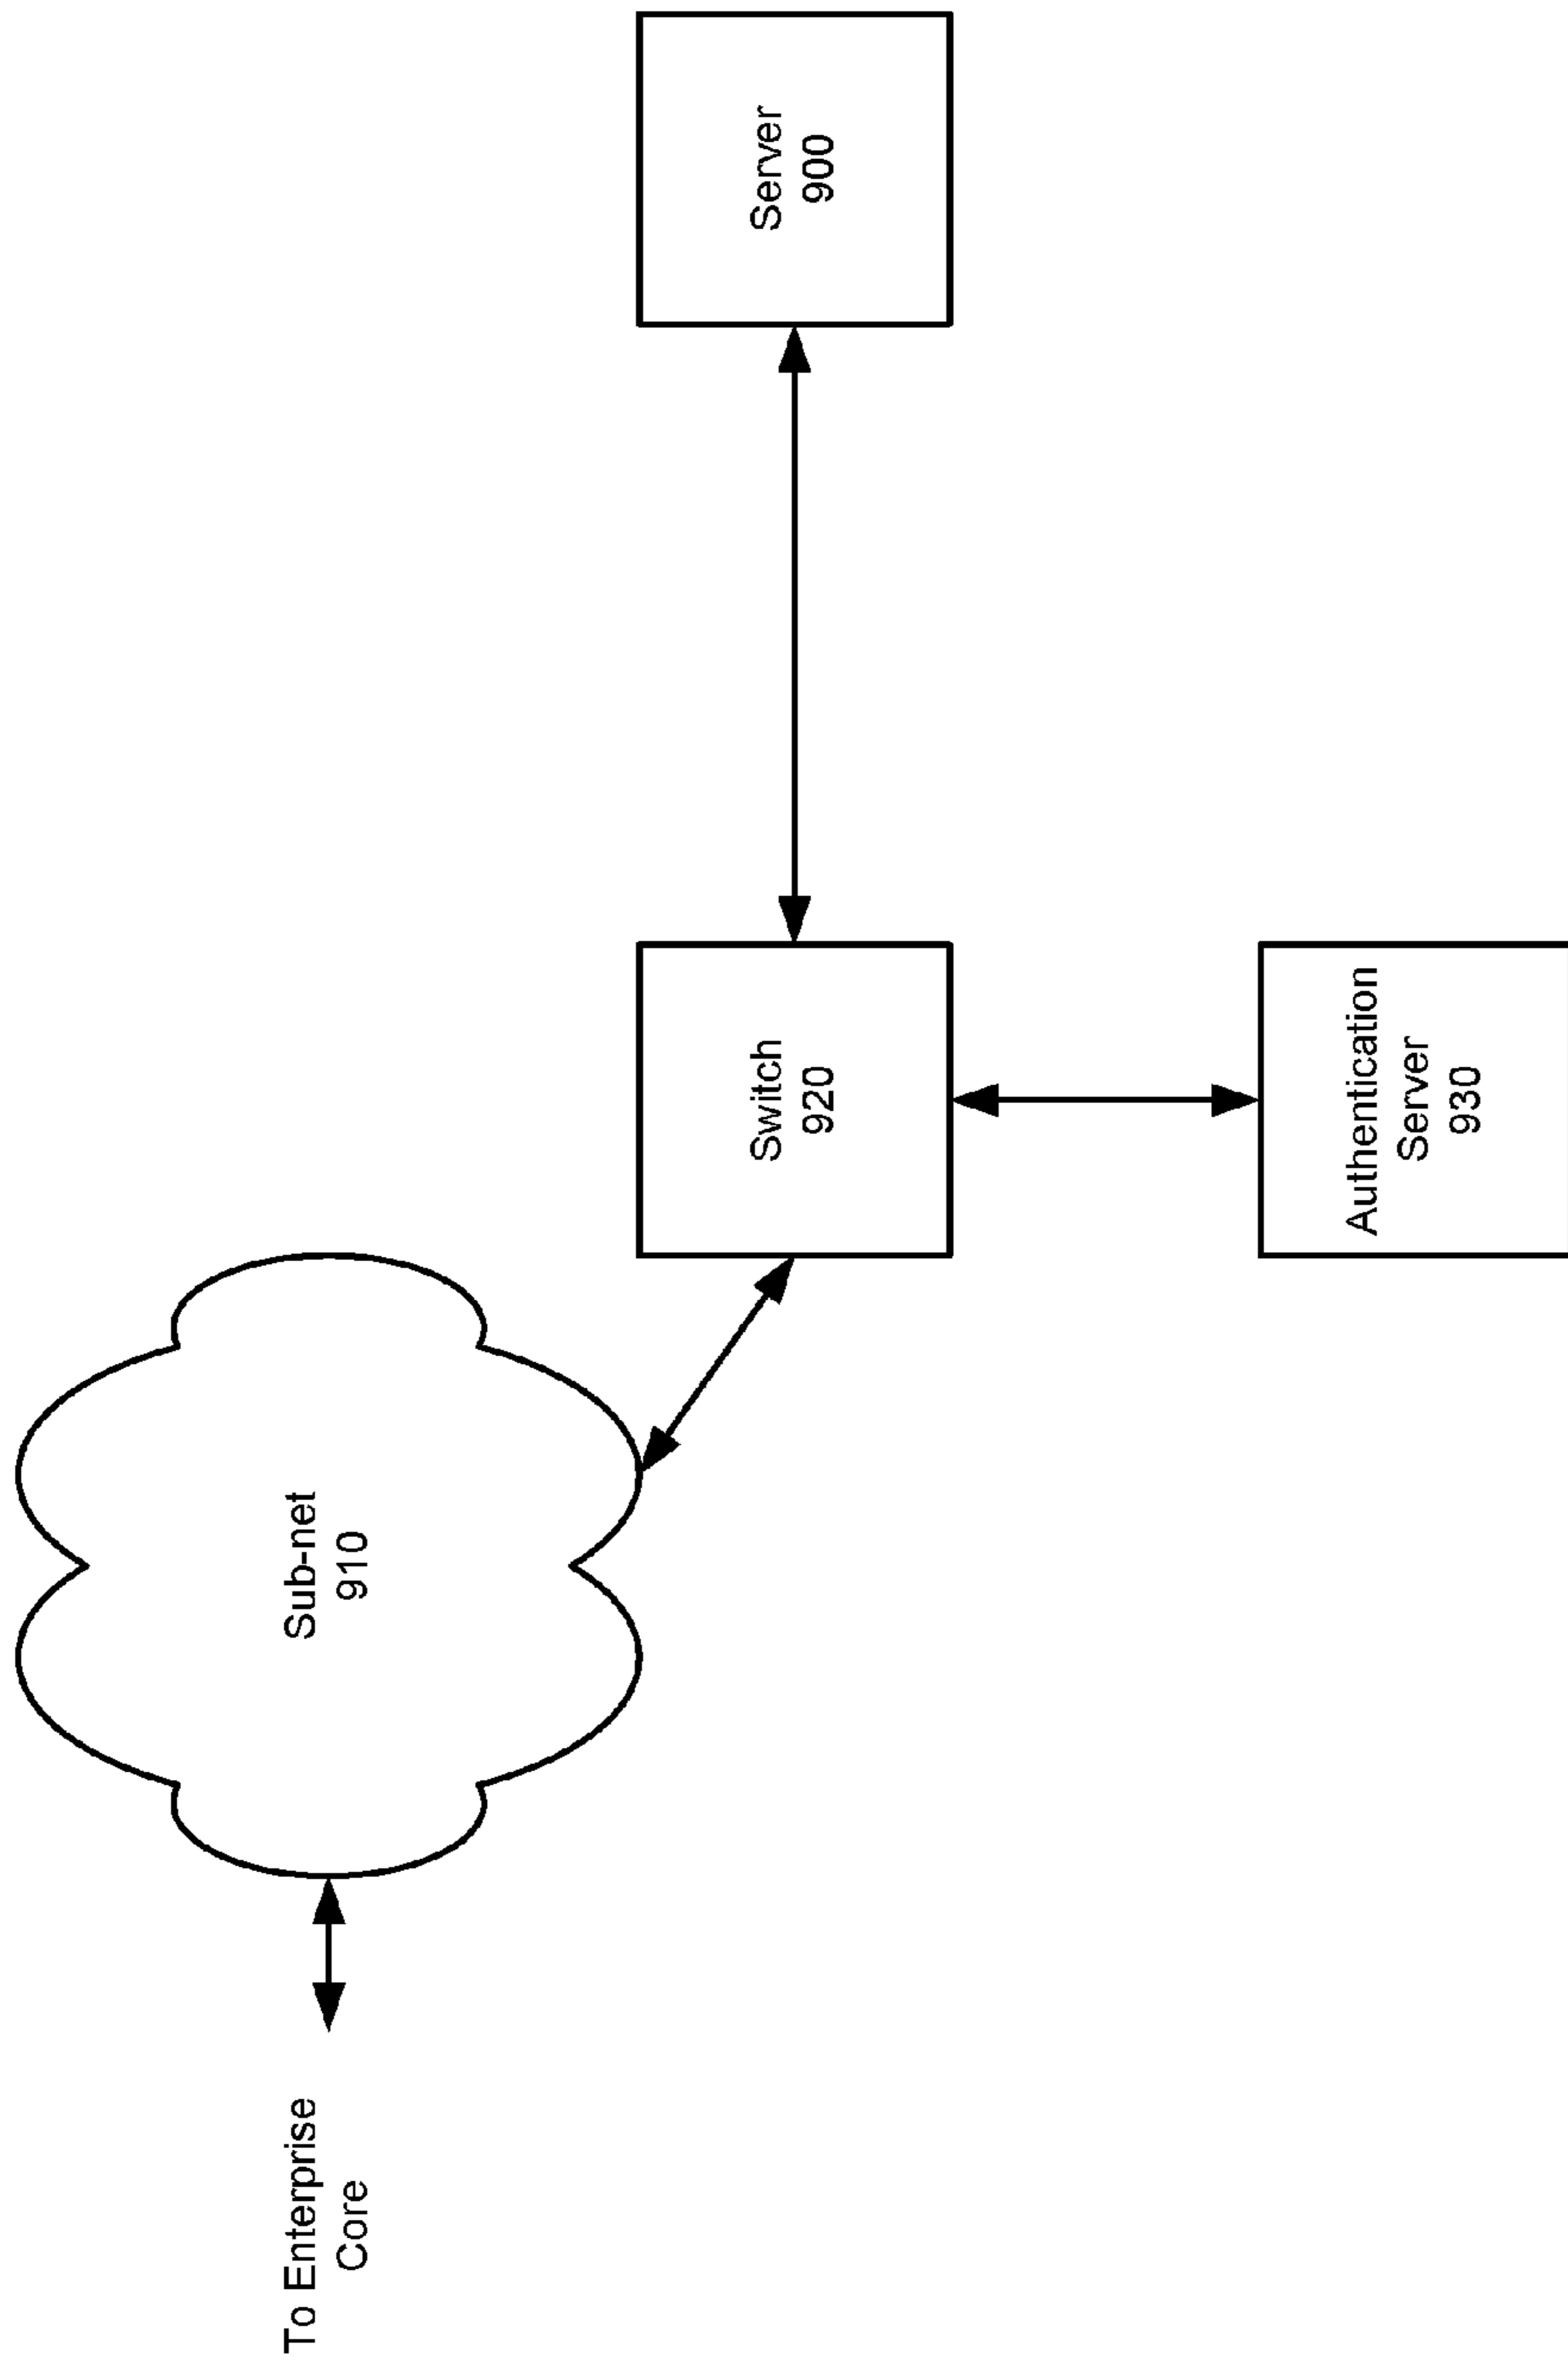 To Enterprise
Core
Sub-net
910
Switch
920
Server
900
Authentication
Server
930